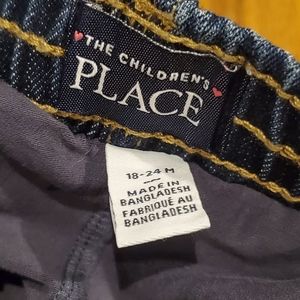 THE CHILDREN'S
PLACE
18-24 M
MADE IN
BANGLADESH
FABRIQUÉ AU
BANGLADESH